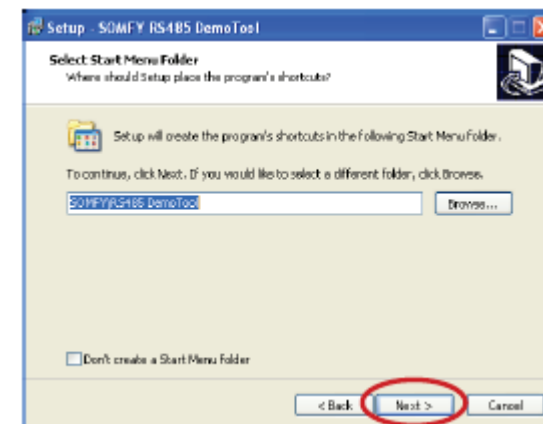 Setup - SOMFY RS485 DemoTool
Select Start Menu Folder
Where should Setup place the program's shortcuts?
Setup will create the program's shortcuts in the following Start Menu folder.
To continue, click Next. If you would like to select a different folder, click Browse.
SOMFY\RS485 DemoTool
Browse...
Don't create a Start Menu folder
< Back
Next >
Cancel